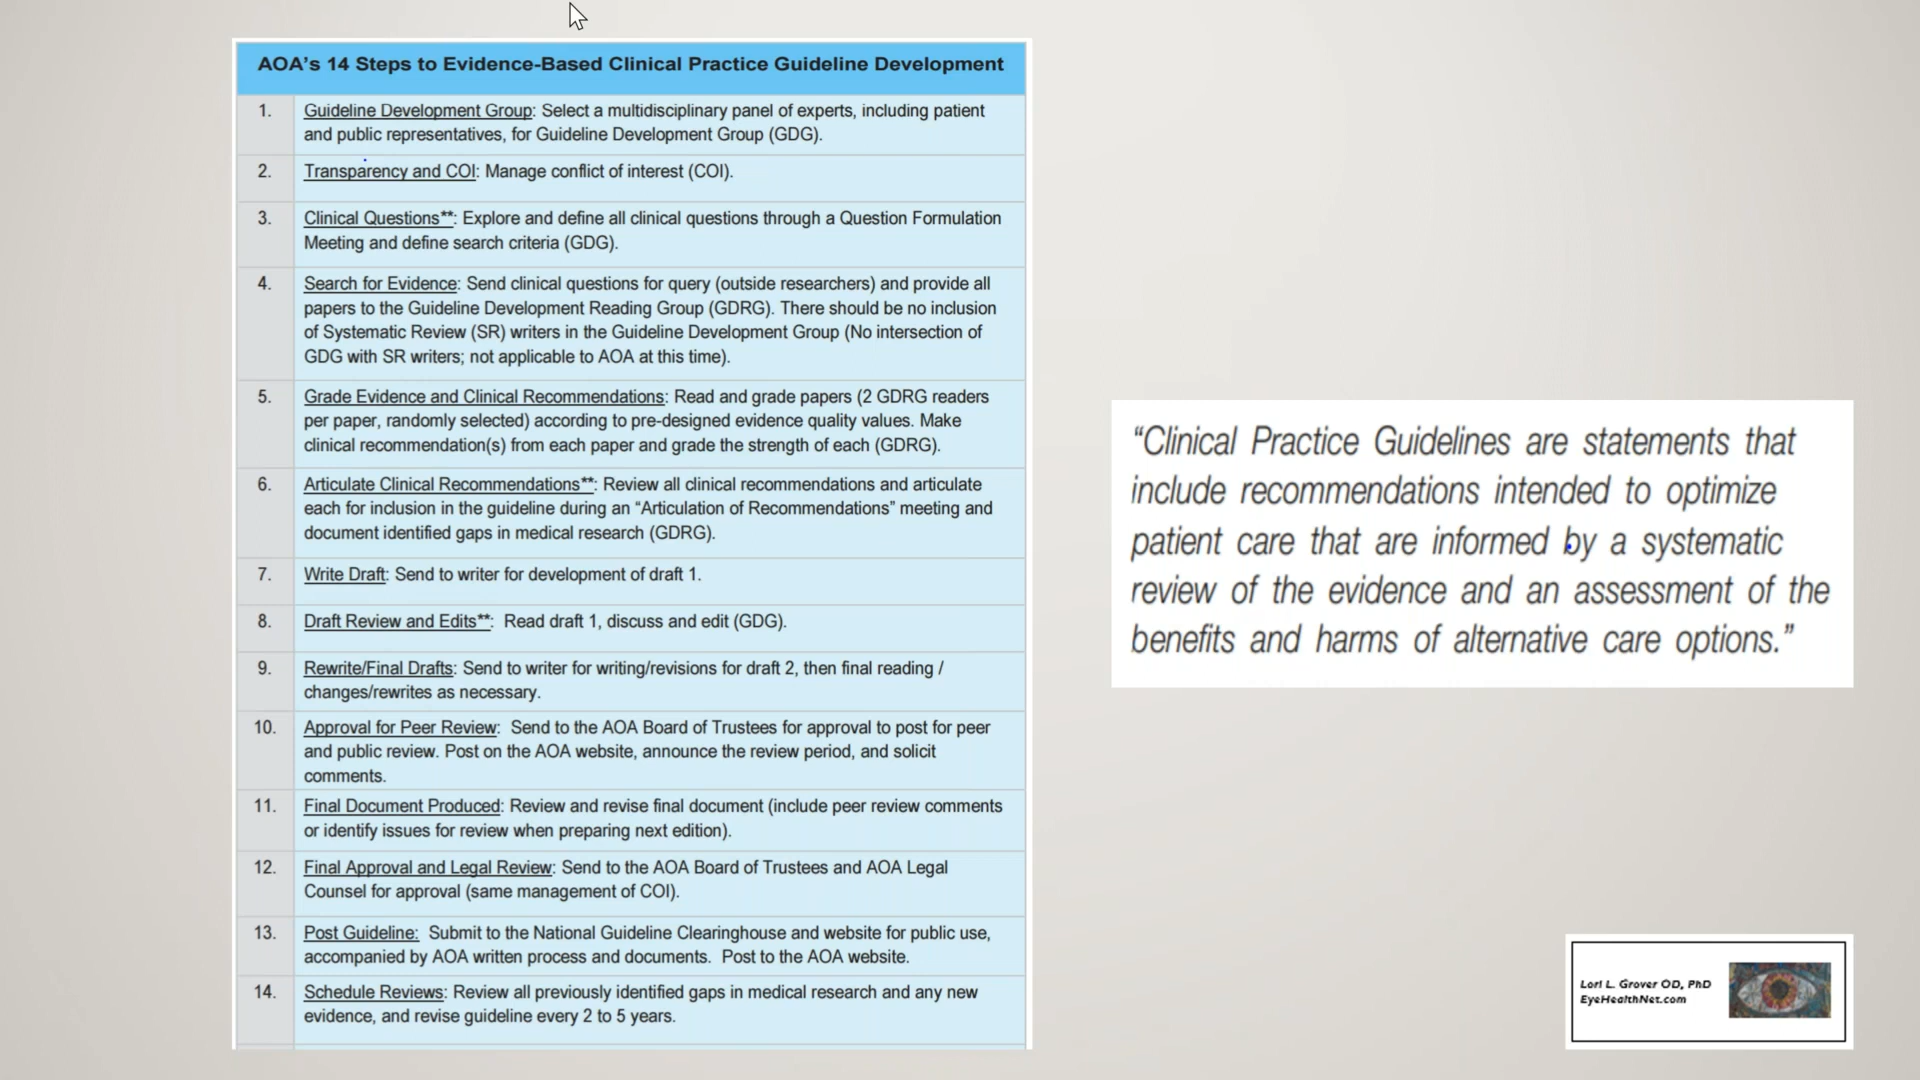 AOA’s 14 Steps to Evidence-Based Clinical Practice Guideline Development
1. Guideline Development Group: Select a multidisciplinary panel of experts, including patient
and public representatives, for Guideline Development Group (GDG).
2. Transparency and COI: Manage conflict of interest (COI).
3. Clinical Questions**: Explore and define all clinical questions through a Question Formulation
Meeting and define search criteria (GDG).
4. Search for Evidence: Send clinical questions for query (outside researchers) and provide all
papers to the Guideline Development Reading Group (GDRG). There should be no inclusion
of Systematic Review (SR) writers in the Guideline Development Group (No intersection of
GDG with SR writers; not applicable to AOA at this time).
5. Grade Evidence and Clinical Recommendations: Read and grade papers (2 GDRG readers
per paper, randomly selected) according to pre-designed evidence quality values. Make
clinical recommendation(s) from each paper and grade the strength of each (GDRG).
6. Articulate Clinical Recommendations**: Review all clinical recommendations and articulate
each for inclusion in the guideline during an “Articulation of Recommendations” meeting and
document identified gaps in medical research (GDRG).
7. Write Draft: Send to writer for development of draft 1.
8. Draft Review and Edits**: Read draft 1, discuss and edit (GDG).
9. Rewrite/Final Drafts: Send to writer for writing/revisions for draft 2, then final reading /
changes/rewrites as necessary.
10. Approval for Peer Review: Send to the AOA Board of Trustees for approval to post for peer
and public review. Post on the AOA website, announce the review period, and solicit
comments.
11. Final Document Produced: Review and revise final document (include peer review comments
or identify issues for review when preparing next edition).
12. Final Approval and Legal Review: Send to the AOA Board of Trustees and AOA Legal
Counsel for approval (same management of COI).
13. Post Guideline: Submit to the National Guideline Clearinghouse and website for public use,
accompanied by AOA written process and documents. Post to the AOA website.
14. Schedule Reviews: Review all previously identified gaps in medical research and any new
evidence, and revise guideline every 2 to 5 years.
“Clinical Practice Guidelines are statements that
include recommendations intended to optimize
patient care that are informed by a systematic
review of the evidence and an assessment of the
benefits and harms of alternative care options.”
Lori L. Grover OD, PhD
EyeHealthNet.com